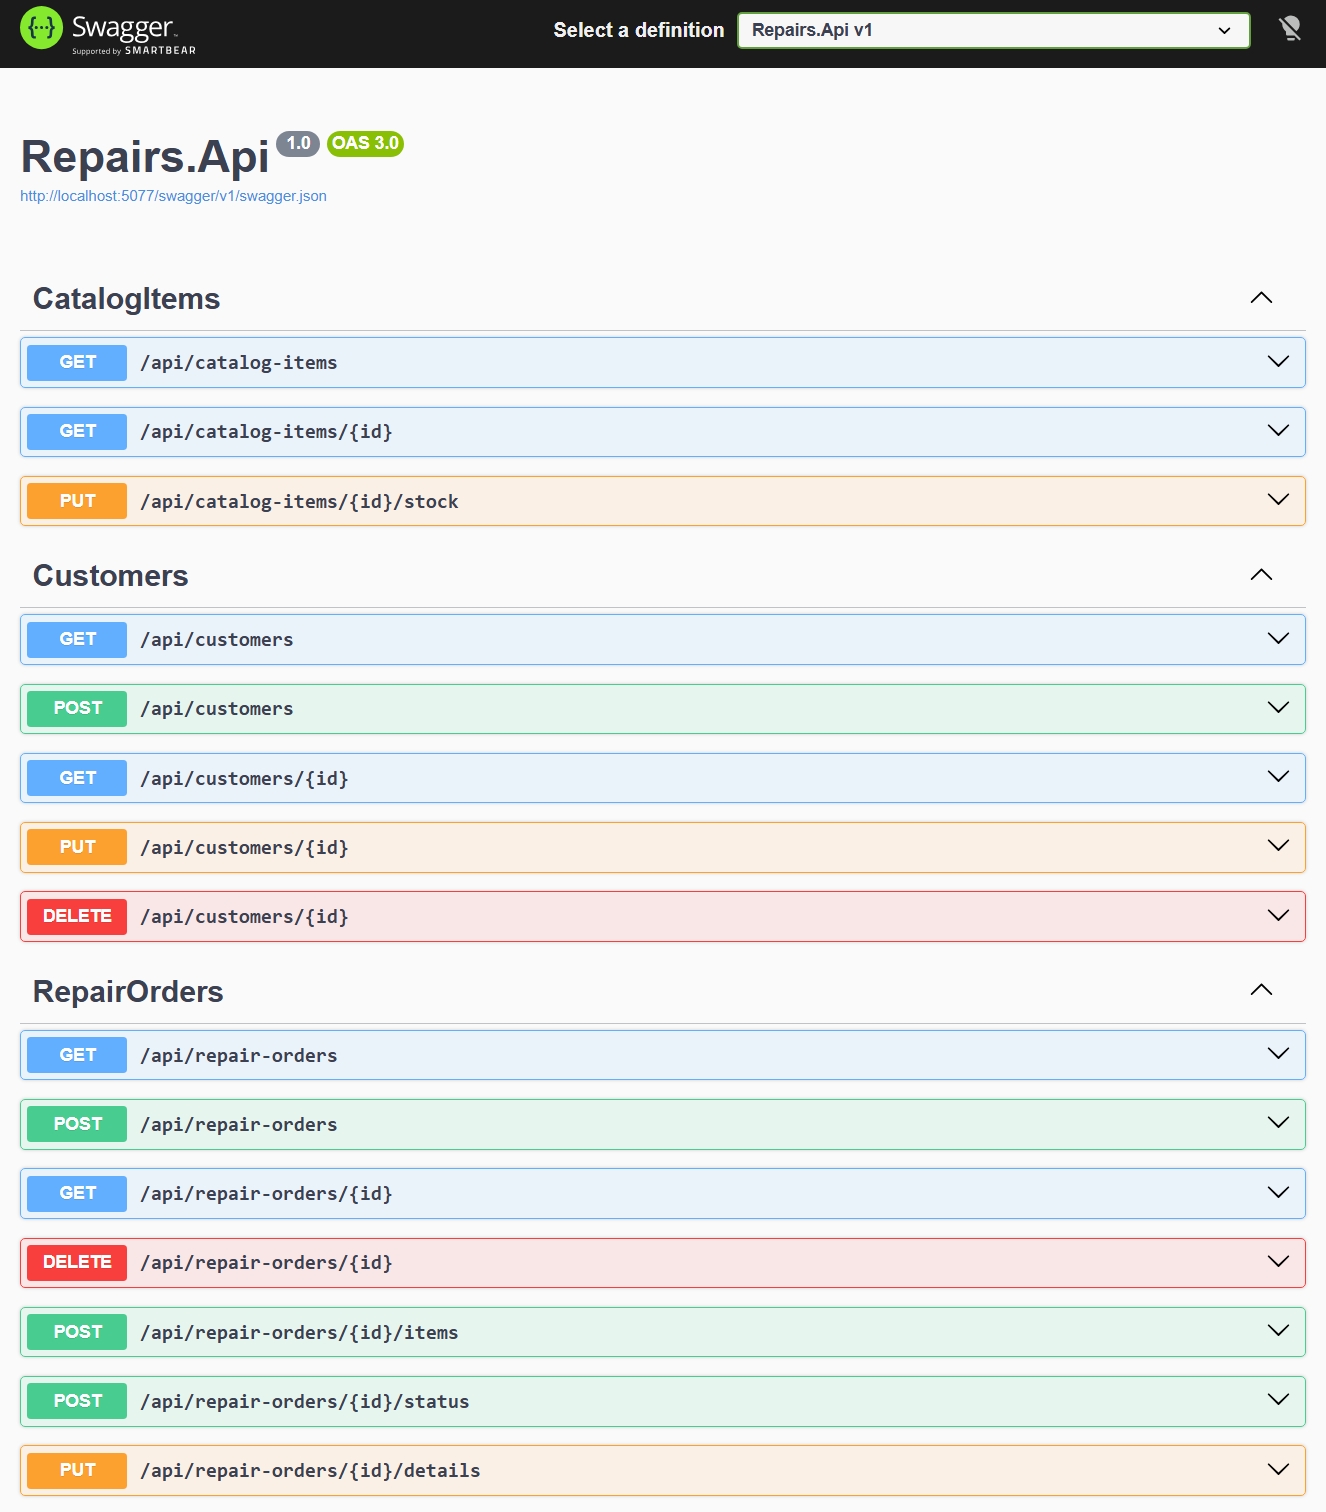 Swagger
Supported by SMARTBEAR
Select a definition
Repairs.Api v1
Repairs.Api 1.0 OAS 3.0
http://localhost:5077/swagger/v1/swagger.json
CatalogItems
GET /api/catalog-items
GET /api/catalog-items/{id}
PUT /api/catalog-items/{id}/stock
Customers
GET /api/customers
POST /api/customers
GET /api/customers/{id}
PUT /api/customers/{id}
DELETE /api/customers/{id}
RepairOrders
GET /api/repair-orders
POST /api/repair-orders
GET /api/repair-orders/{id}
DELETE /api/repair-orders/{id}
POST /api/repair-orders/{id}/items
POST /api/repair-orders/{id}/status
PUT /api/repair-orders/{id}/details